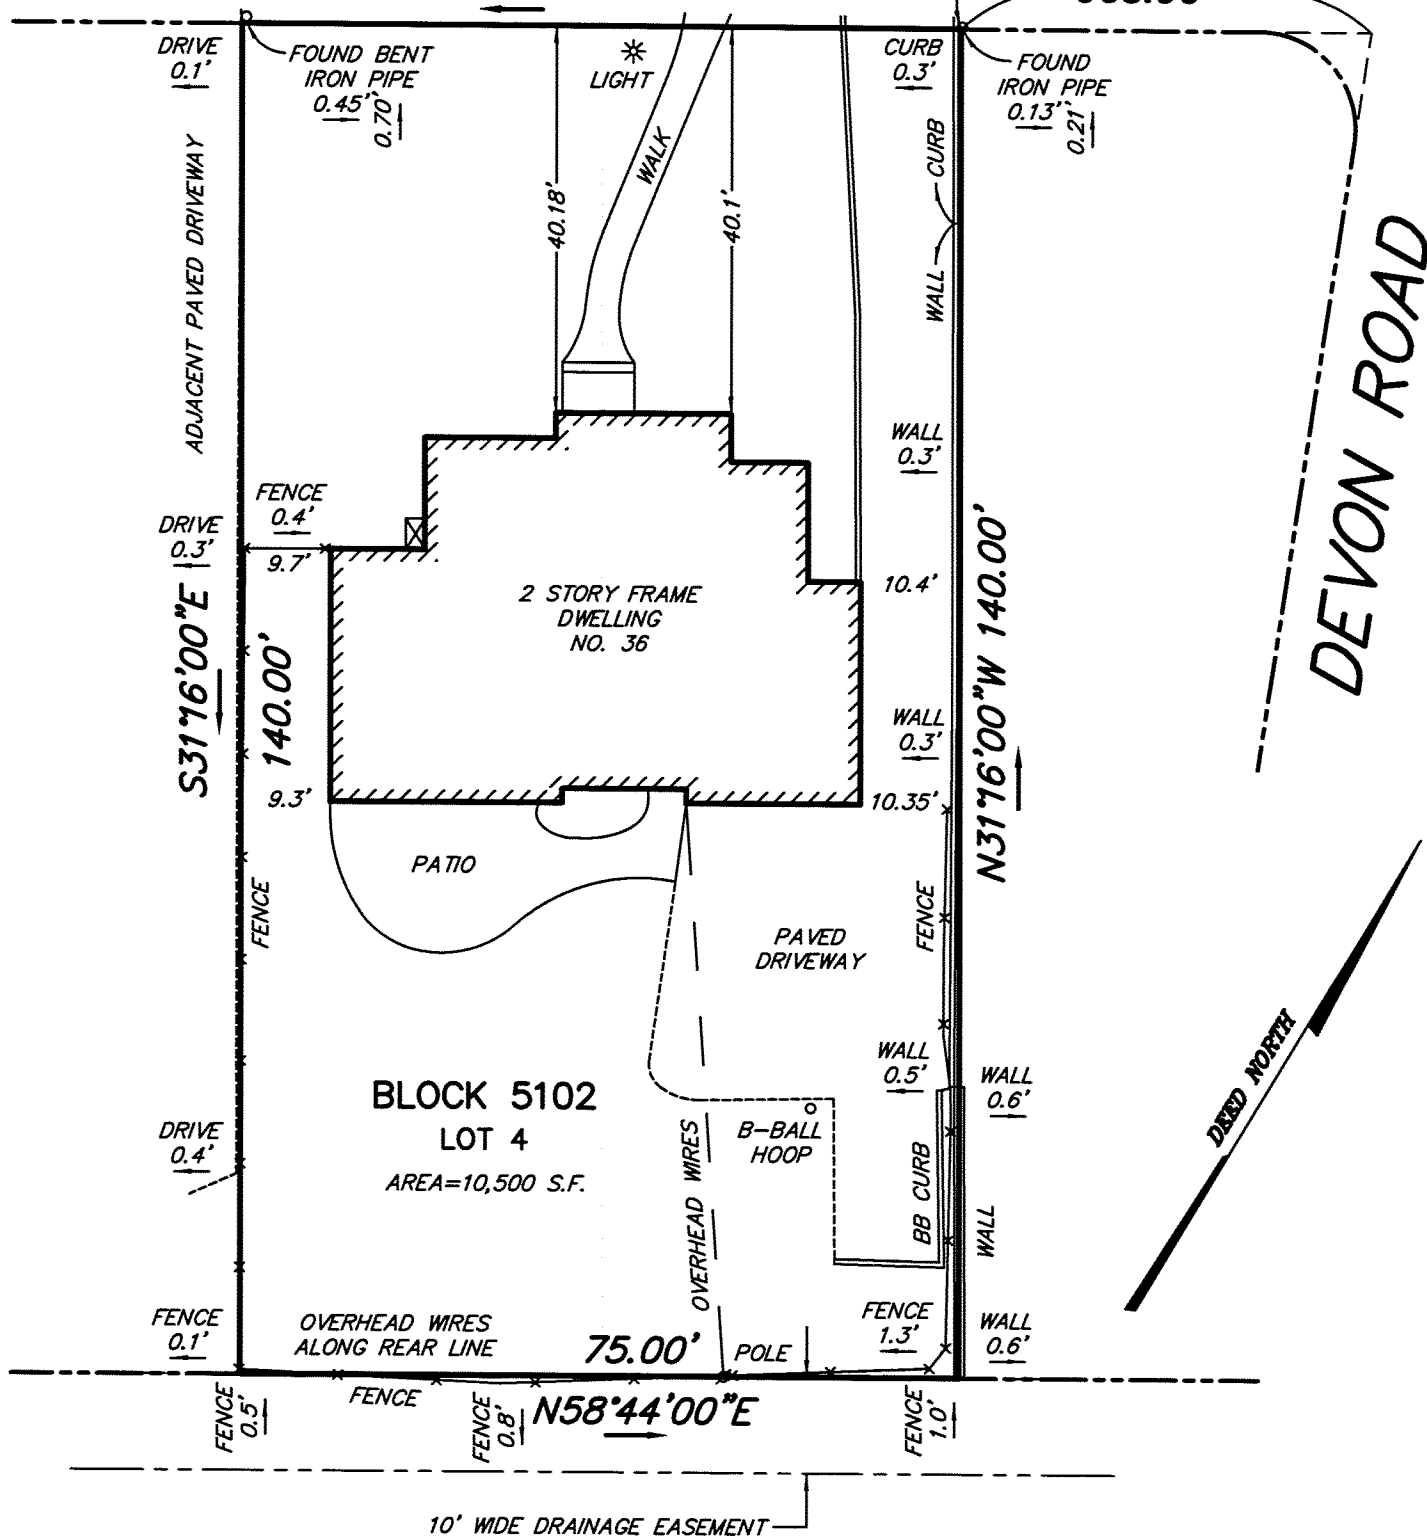 DRIVE
0.1'
FOUND BENT
IRON PIPE
0.45'
0.70'
LIGHT
CURB
0.3'
FOUND
IRON PIPE
0.13'
0.21'
ADJACENT PAVED DRIVEWAY
WALK
40.18'
40.1'
CURB
WALL
DEVON ROAD
WALL
0.3'
FENCE
0.4'
DRIVE
0.3'
9.7'
2 STORY FRAME
DWELLING
NO. 36
10.4'
S31°16'00"E
140.00'
N31°16'00"W 140.00'
WALL
0.3'
9.3'
10.35'
PATIO
FENCE
FENCE
PAVED
DRIVEWAY
DEED NORTH
WALL
0.5'
WALL
0.6'
BLOCK 5102
LOT 4
AREA=10,500 S.F.
DRIVE
0.4'
B-BALL
HOOP
OVERHEAD WIRES
BB CURB
WALL
FENCE
0.1'
OVERHEAD WIRES
ALONG REAR LINE
75.00'
POLE
FENCE
1.3'
WALL
0.6'
FENCE
0.5'
FENCE
FENCE
0.8'
N58°44'00"E
FENCE
1.0'
10' WIDE DRAINAGE EASEMENT